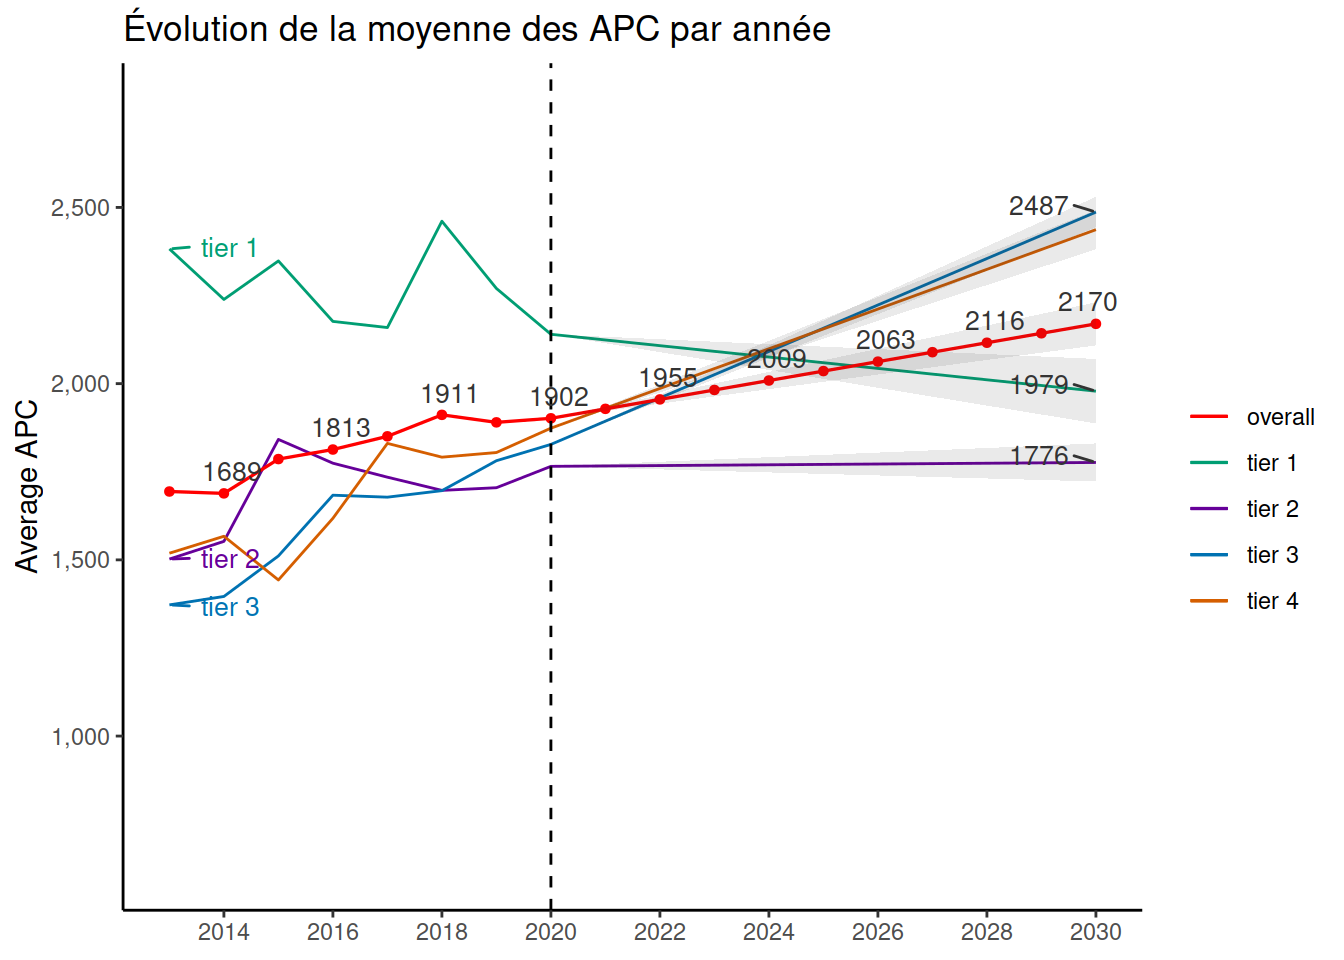 Évolution de la moyenne des APC par année
Average APC
2,500
2,000
1,500
1,000
tier 1
tier 2
tier 3
1689
1813
1911
1902
1955
2009
2063
2116
2170
2487
1979
1776
2014
2016
2018
2020
2022
2024
2026
2028
2030
overall
tier 1
tier 2
tier 3
tier 4